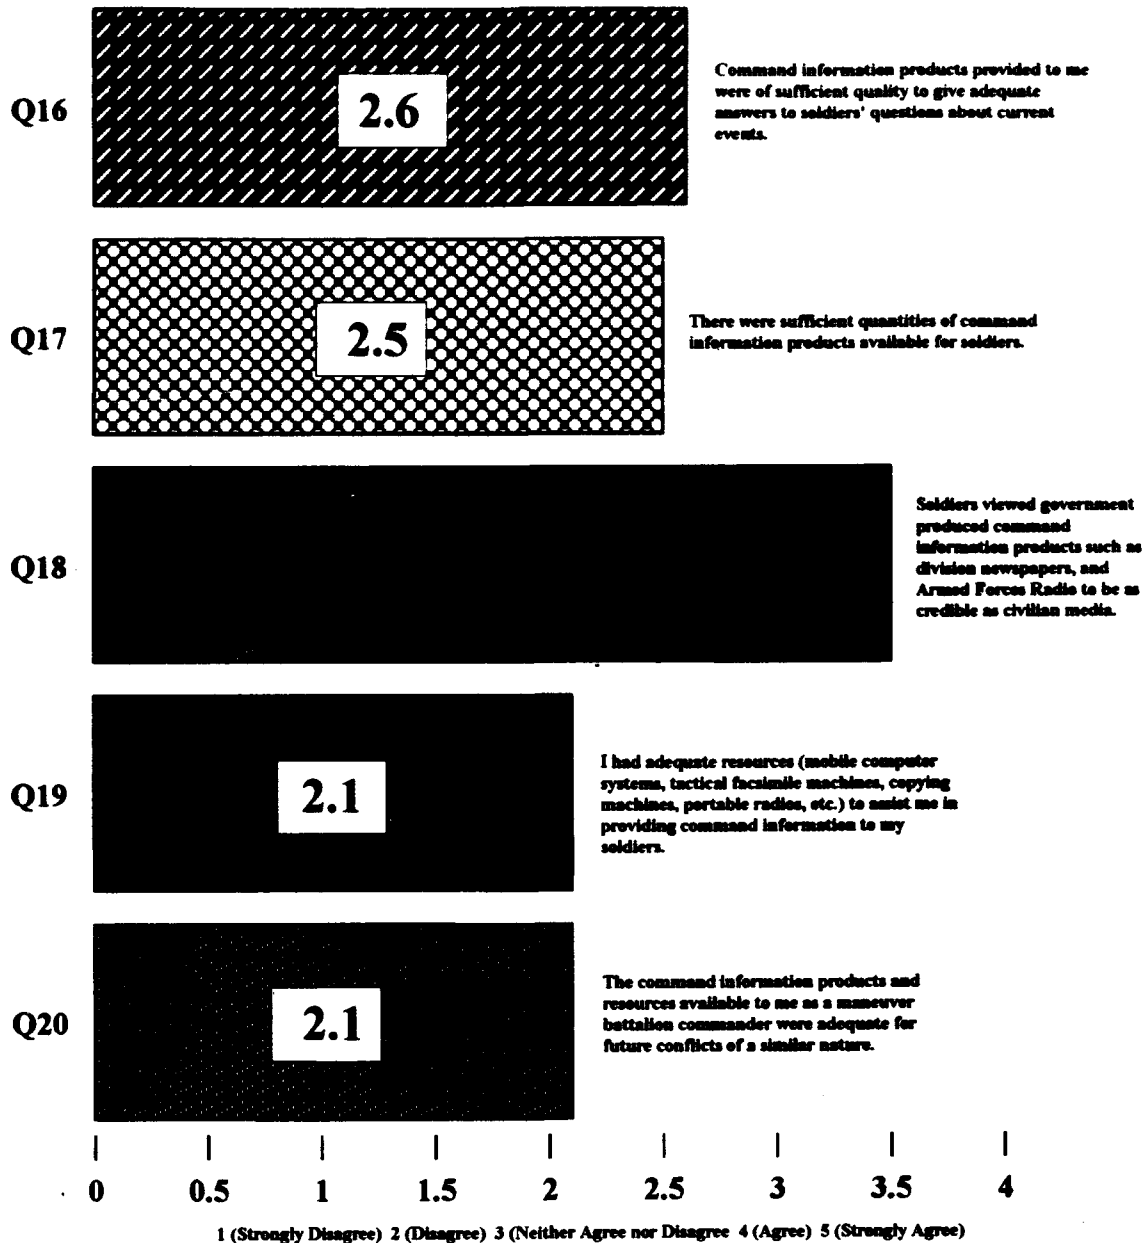 Q16
2.6
Command information products provided to me
were of sufficient quality to give adequate
answers to soldiers' questions about current
events.
Q17
2.5
There were sufficient quantities of command
information products available for soldiers.
Q18
Soldiers viewed government
produced command
information products such as
division newspapers, and
Armed Forces Radio to be as
credible as civilian media.
Q19
2.1
I had adequate resources (mobile computer
systems, tactical facsimile machines, copying
machines, portable radios, etc.) to assist me in
providing command information to my
soldiers.
Q20
2.1
The command information products and
resources available to me as a maneuver
battalion commander were adequate for
future conflicts of a similar nature.
0 0.5 1 1.5 2 2.5 3 3.5 4
1 (Strongly Disagree) 2 (Disagree) 3 (Neither Agree nor Disagree 4 (Agree) 5 (Strongly Agree)